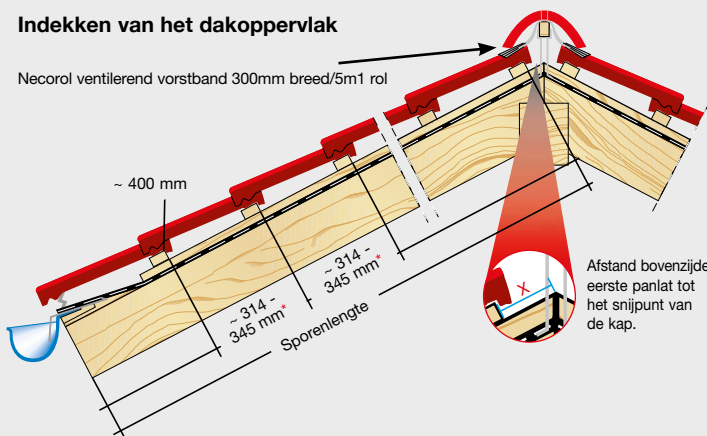 Indekken van het dakoppervlak
Necorol ventilerend vorstband 300mm breed/5m1 rol
~ 400 mm
~ 314 -
345 mm*
~ 314 -
345 mm*
Sporenlengte
X
Afstand bovenzijde
eerste panlat tot
het snijpunt van
de kap.